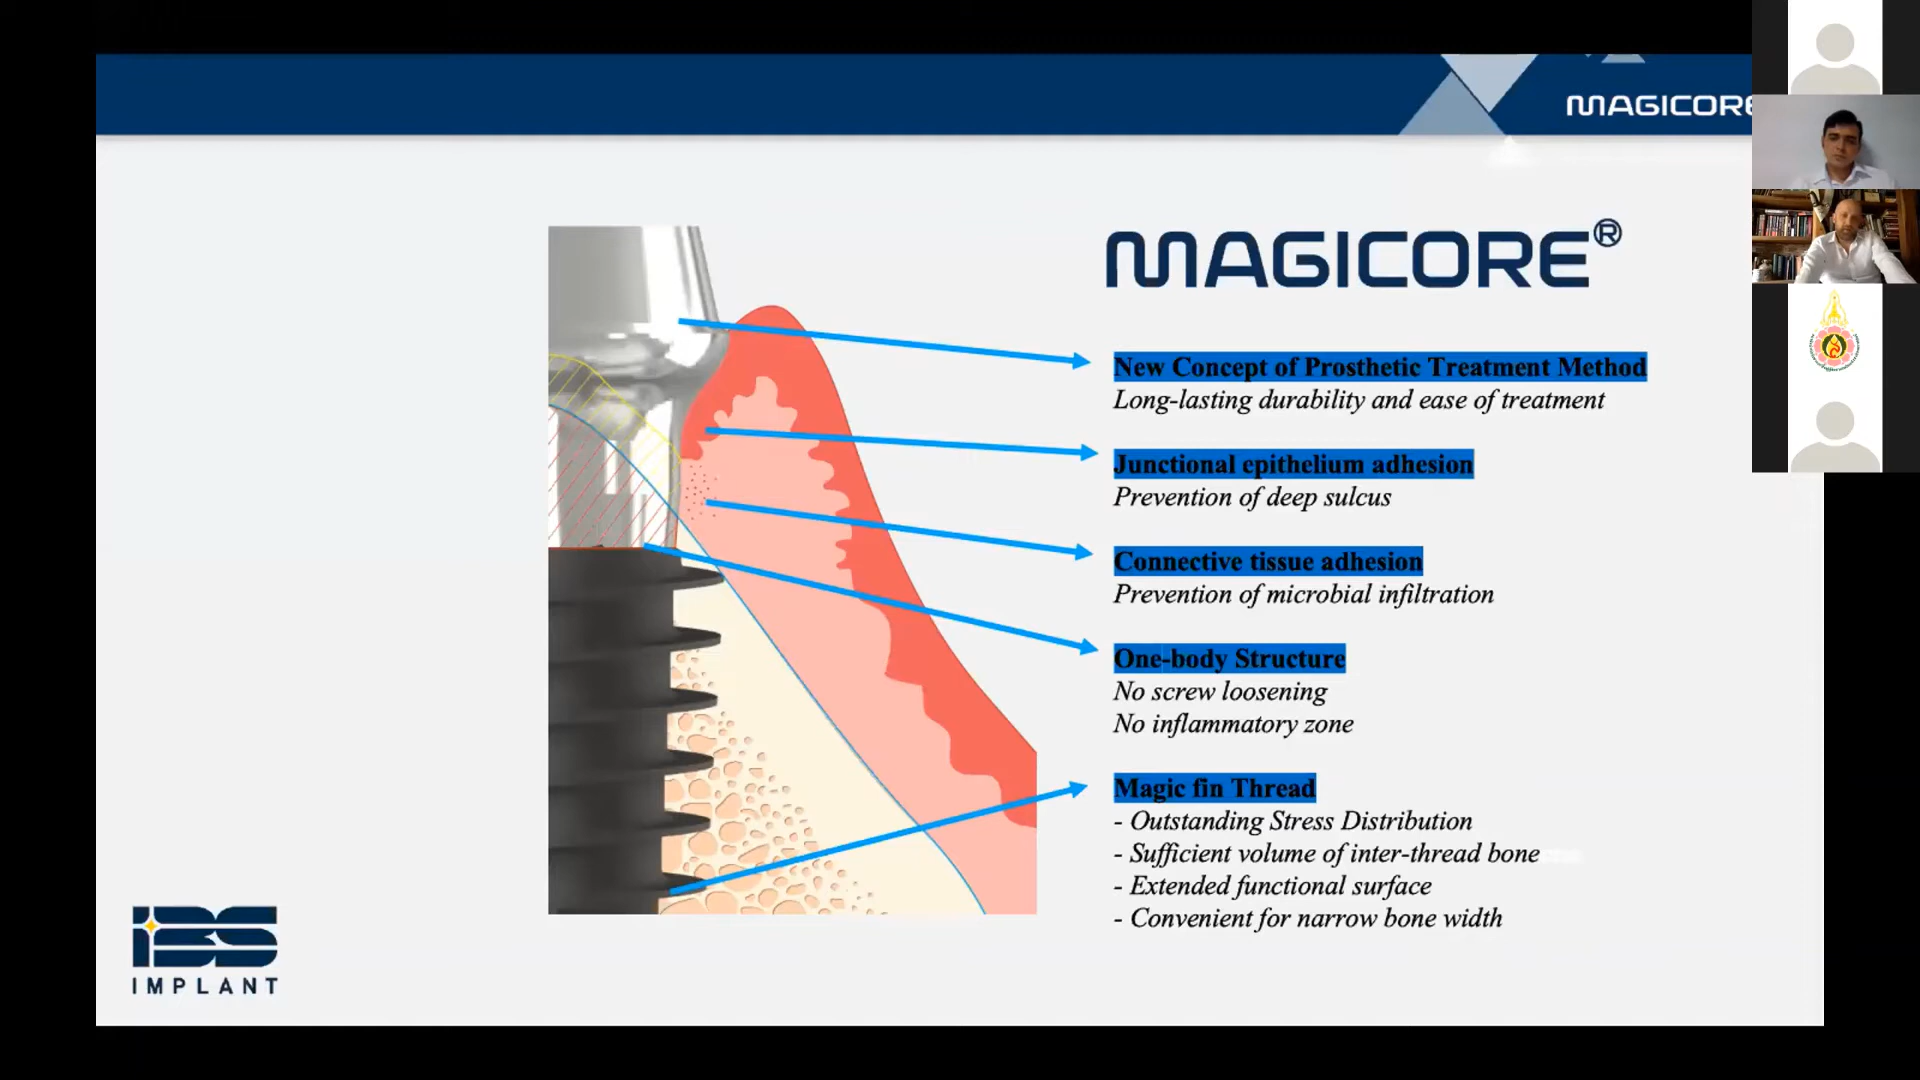 MAGICORE
MAGICORE®
New Concept of Prosthetic Treatment Method
Long-lasting durability and ease of treatment
Junctional epithelium adhesion
Prevention of deep sulcus
Connective tissue adhesion
Prevention of microbial infiltration
One-body Structure
No screw loosening
No inflammatory zone
Magic fin Thread
- Outstanding Stress Distribution
- Sufficient volume of inter-thread bone
- Extended functional surface
- Convenient for narrow bone width
IBS
IMPLANT